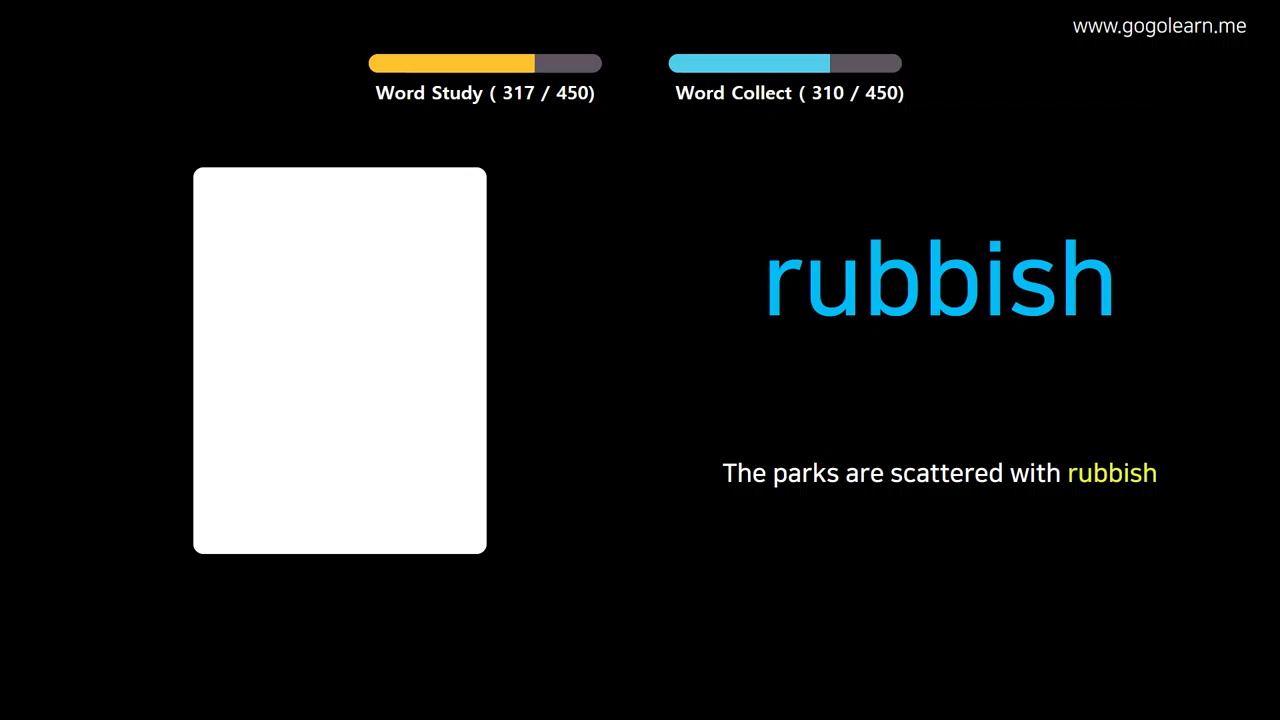 www.gogolearn.me
Word Study ( 317 / 450)
Word Collect ( 310 / 450)
rubbish
The parks are scattered with rubbish